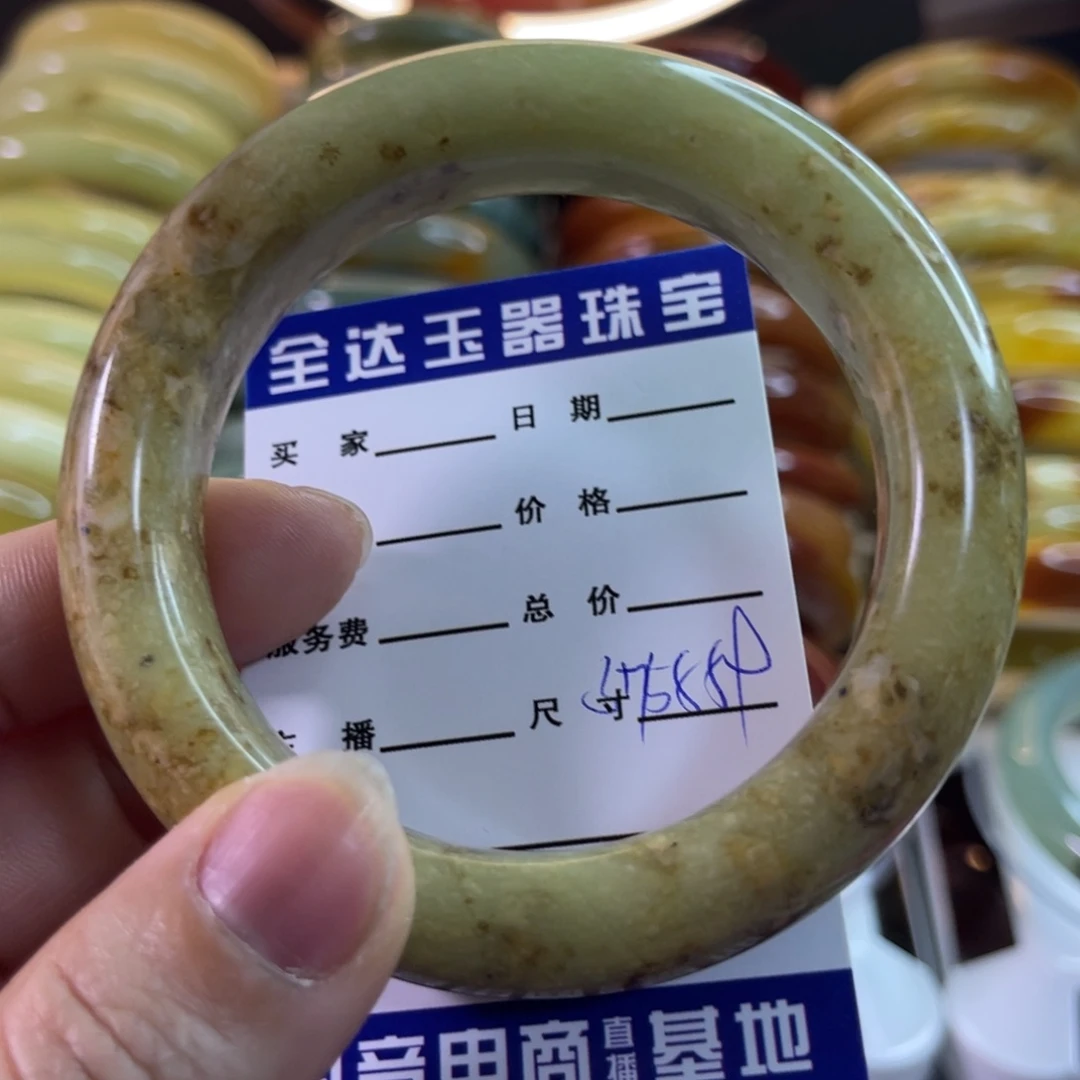 全达玉器珠宝
买 家 日 期
价 格
服务费 总 价
播 尺 寸
音电商直播基地